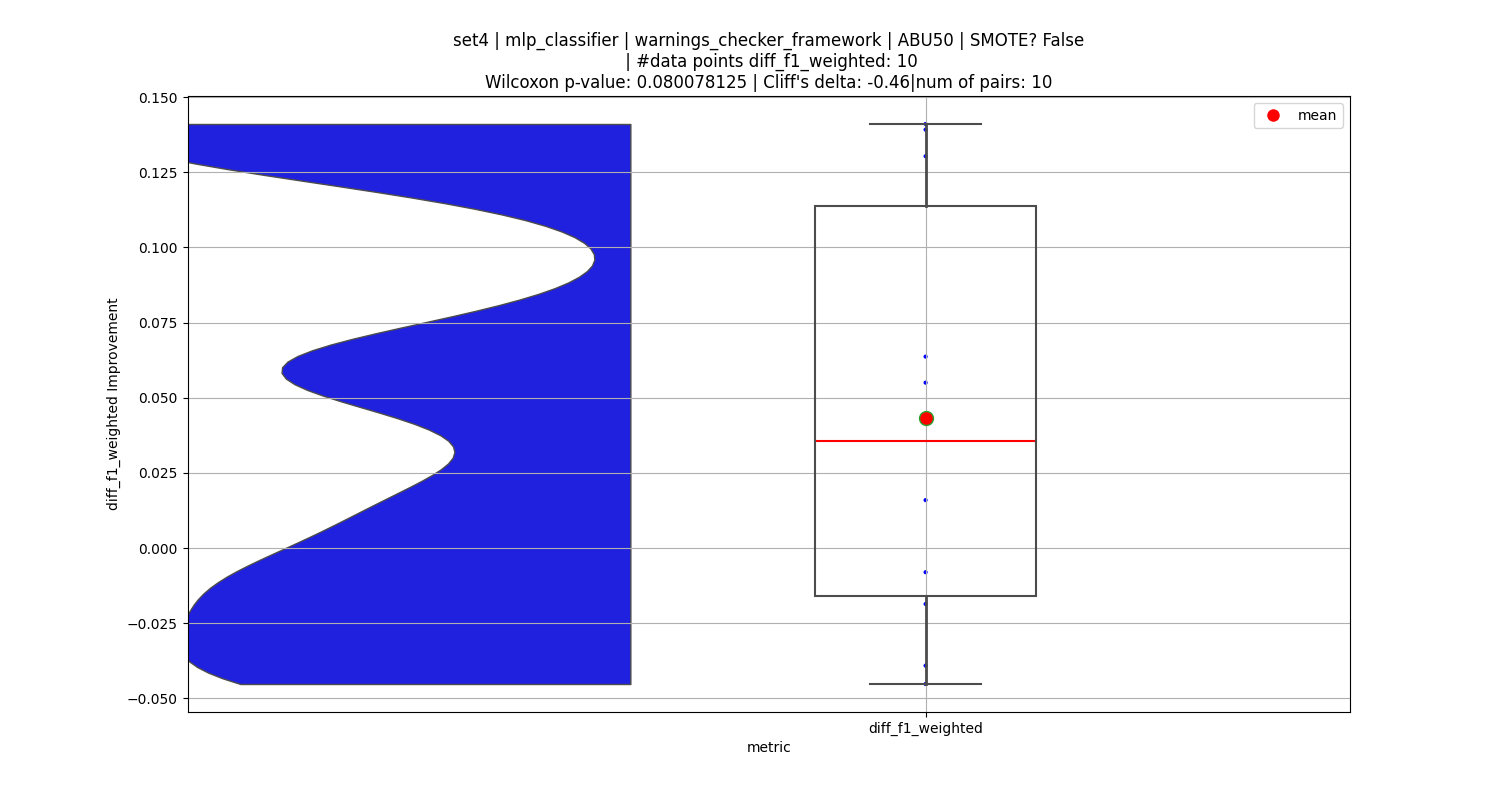 set4 | mlp_classifier | warnings_checker_framework | ABU50 | SMOTE? False
| #data points diff_f1_weighted: 10
Wilcoxon p-value: 0.080078125 | Cliff's delta: -0.46|num of pairs: 10
mean
0.150
0.125
0.100
0.075
0.050
0.025
0.000
−0.025
−0.050
diff_f1_weighted Improvement
diff_f1_weighted
metric